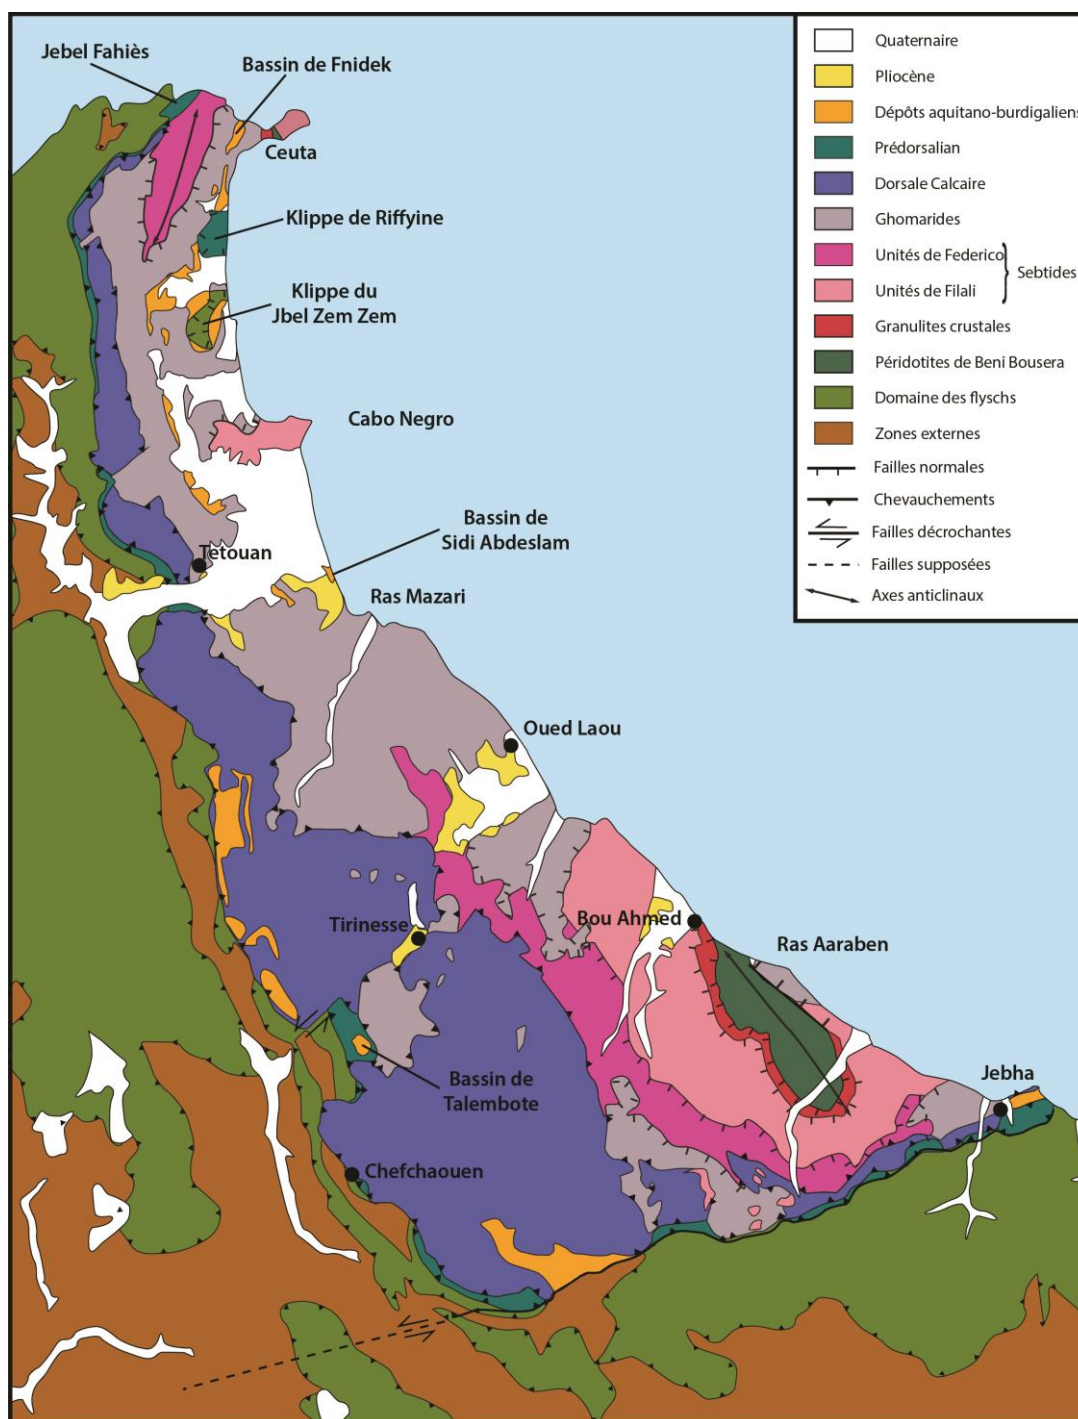 Jebel Fahiès
Bassin de Fnidek
Ceuta
Klippe de Riffyine
Klippe du
Jbel Zem Zem
Cabo Negro
Bassin de
Sidi Abdeslam
Tetouan
Ras Mazari
Oued Laou
Tirinesse
Bou Ahmed
Ras Aaraben
Bassin de
Talembote
Jebha
Chefchaouen
Quaternaire
Pliocène
Dépôts aquitano-burdigaliens
Prédorsalian
Dorsale Calcaire
Ghomarides
Unités de Federico
Sebtides
Unités de Filali
Granulites crustales
Péridotites de Beni Bousera
Domaine des flyschs
Zones externes
Failles normales
Chevauchements
Failles décrochantes
Failles supposées
Axes anticlinaux